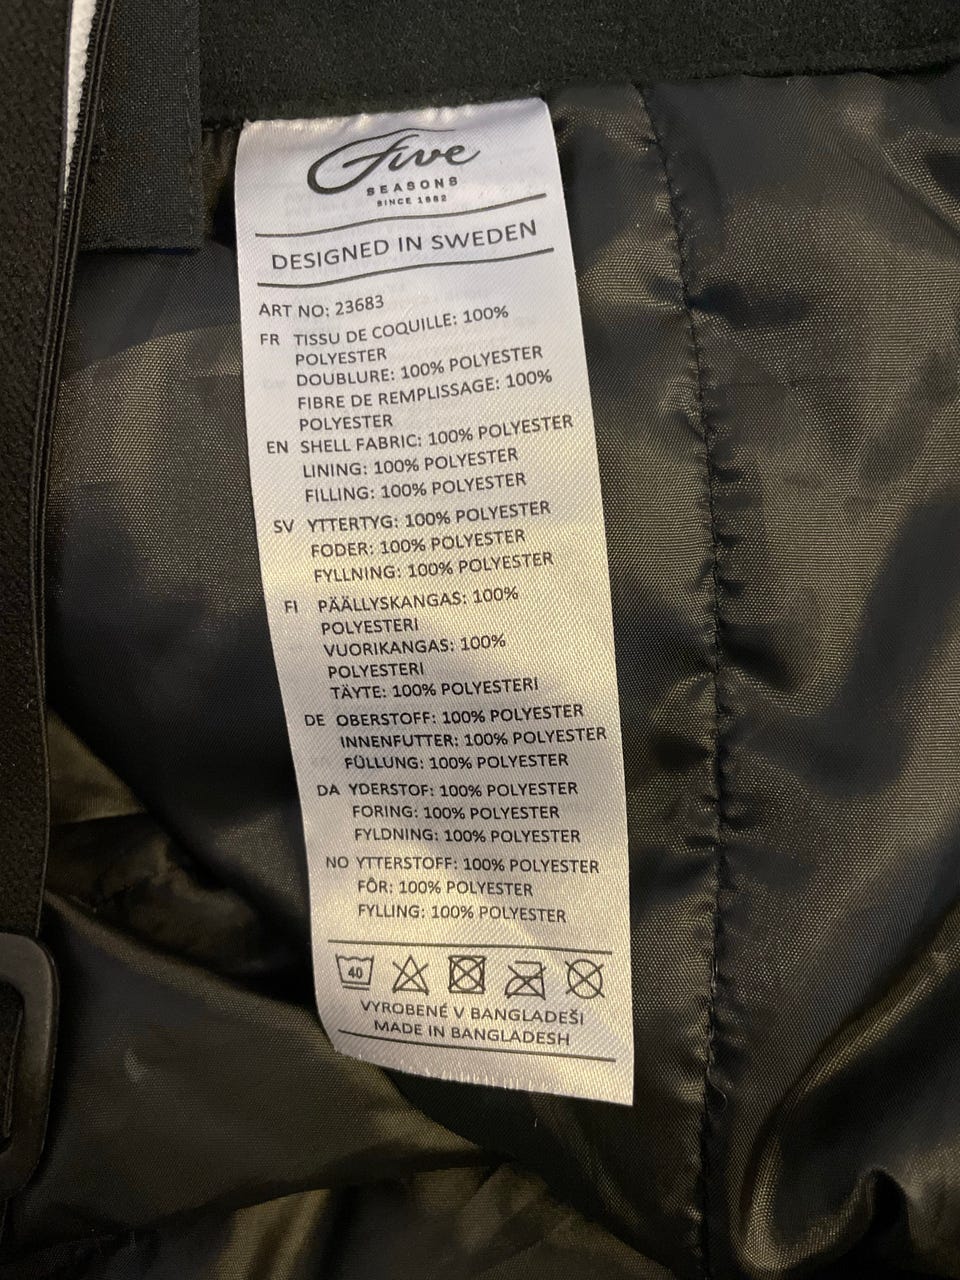 Five
SEASONS
SINCE 1882
DESIGNED IN SWEDEN
ART NO: 23683
FR TISSU DE COQUILLE: 100%
POLYESTER
DOUBLURE: 100% POLYESTER
FIBRE DE REMPLISSAGE: 100%
POLYESTER
EN SHELL FABRIC: 100% POLYESTER
LINING: 100% POLYESTER
FILLING: 100% POLYESTER
SV YTTERTYG: 100% POLYESTER
FODER: 100% POLYESTER
FYLLNING: 100% POLYESTER
FI PÄÄLLYSKANGAS: 100%
POLYESTERI
VUORIKANGAS: 100%
POLYESTERI
TÄYTE: 100% POLYESTERI
DE OBERSTOFF: 100% POLYESTER
INNENFUTTER: 100% POLYESTER
FÜLLUNG: 100% POLYESTER
DA YDERSTOF: 100% POLYESTER
FORING: 100% POLYESTER
FYLDNING: 100% POLYESTER
NO YTTERSTOFF: 100% POLYESTER
FÔR: 100% POLYESTER
FYLLING: 100% POLYESTER
40
VYROBENÉ V BANGLADEŠI
MADE IN BANGLADESH